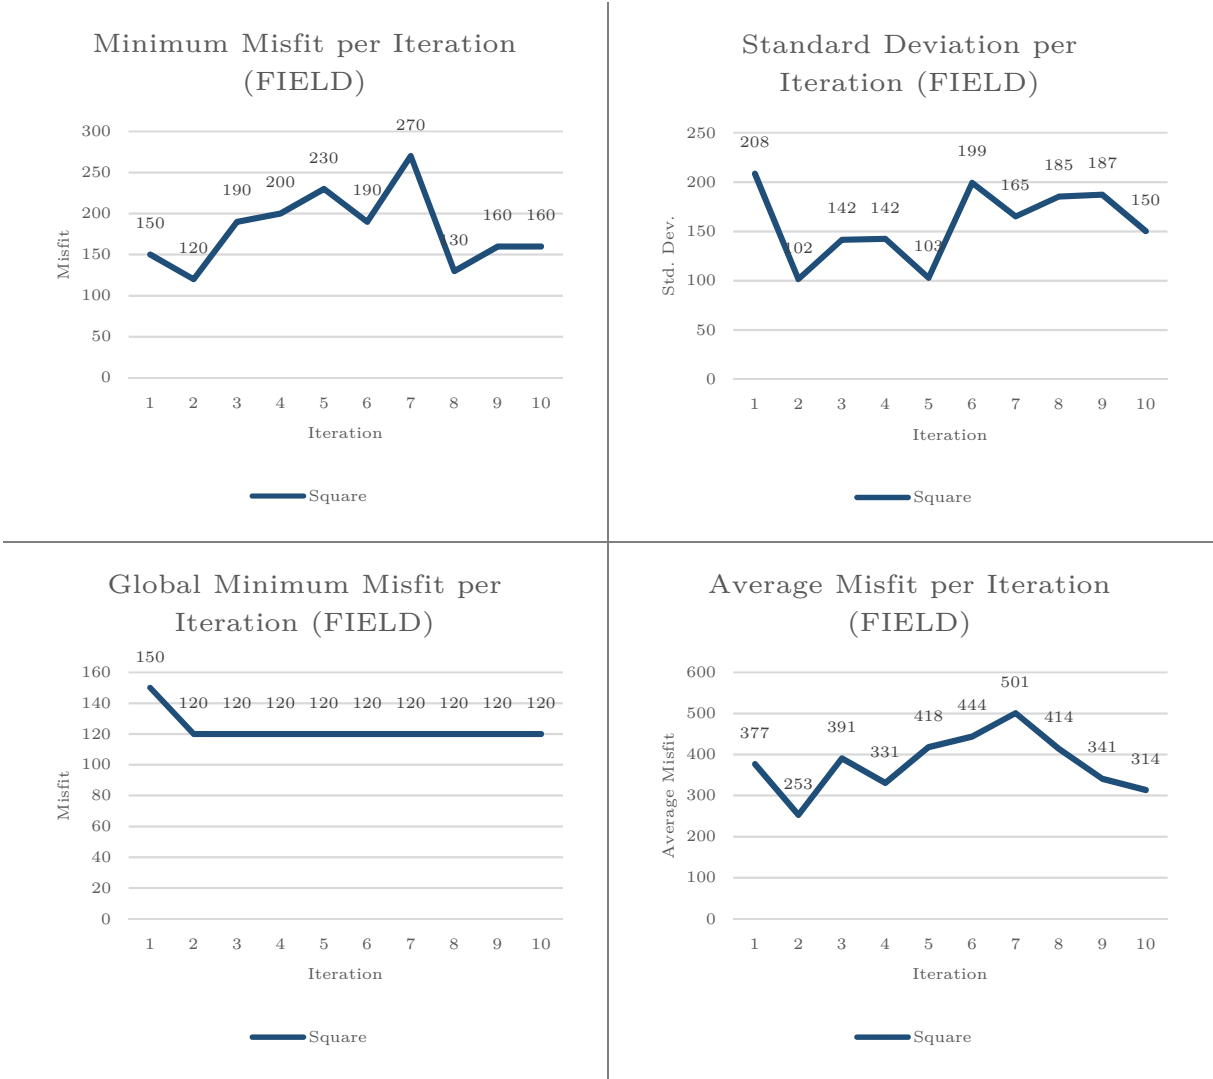 Minimum Misfit per Iteration
(FIELD)
300
250
200
150
100
50
0
Misfit
150
120
190
200
230
190
270
130
160
160
1 2 3 4 5 6 7 8 9 10
Iteration
Square
Standard Deviation per
Iteration (FIELD)
250
200
150
100
50
0
Std. Dev.
208
102
142
142
103
199
165
185
187
150
1 2 3 4 5 6 7 8 9 10
Iteration
Square
Global Minimum Misfit per
Iteration (FIELD)
160
140
120
100
80
60
40
20
0
Misfit
150
120 120 120 120 120 120 120 120 120
1 2 3 4 5 6 7 8 9 10
Iteration
Square
Average Misfit per Iteration
(FIELD)
600
500
400
300
200
100
0
Average Misfit
377
253
391
331
418
444
501
414
341
314
1 2 3 4 5 6 7 8 9 10
Iteration
Square